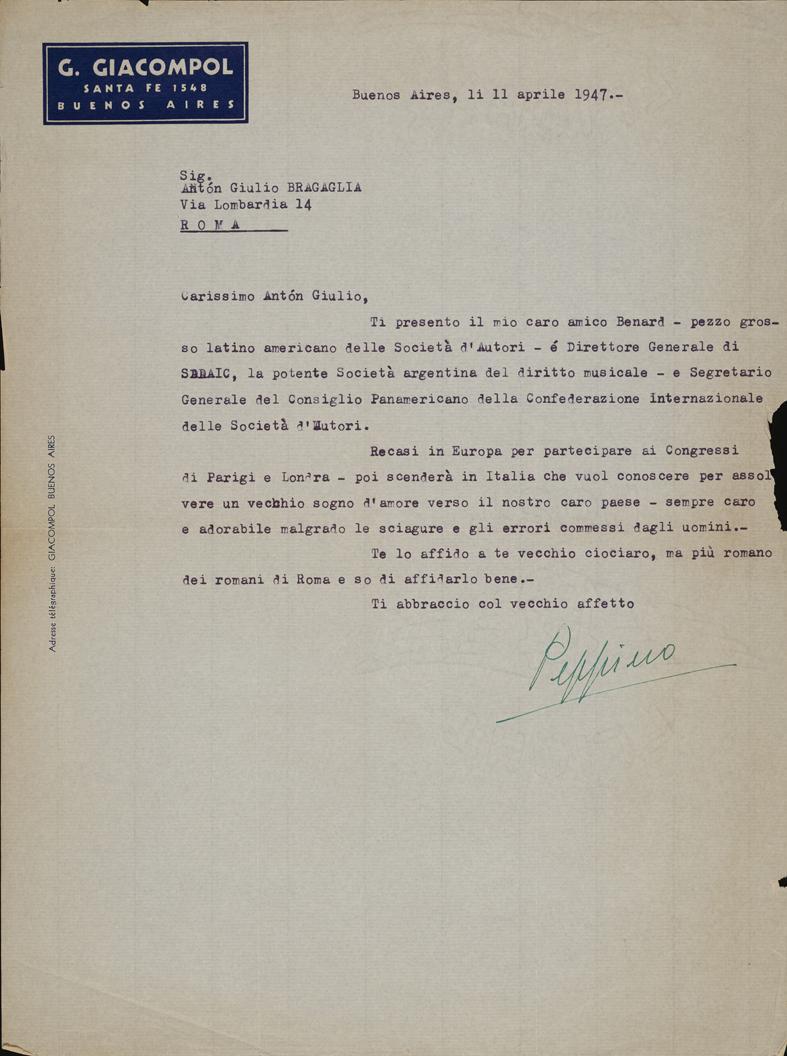 G. GIACOMPOL
SANTA FE 1548
BUENOS AIRES
Buenos Aires, li 11 aprile 1947.-
Sig.
Antón Giulio BRAGAGLIA
Via Lombardia 14
R O M A
Carissimo Antón Giulio,
Ti presento il mio caro amico Benard - pezzo gros-
so latino americano delle Società d'Autori - é Direttore Generale di
, la potente Società argentina del diritto musicale - e Segretario
Generale del Consiglio Panamericano della Confederazione internazionale
delle Società d'Autori.
Recasi in Europa per partecipare ai Congressi
di Parigi e Londra - poi scenderà in Italia che vuol conoscere per assol
vere un vecchio sogno d'amore verso il nostro caro paese - sempre caro
e adorabile malgrado le sciagure e gli errori commessi dagli uomini.-
Te lo affido a te vecchio ciociaro, ma più romano
dei romani di Roma e so di affidarlo bene.-
Ti abbraccio col vecchio affetto
Peppino
Adresse télégraphique: GIACOMPOL BUENOS AIRES